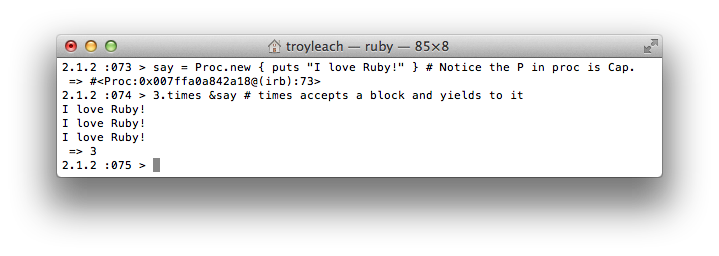 troyleach — ruby — 85×8
2.1.2 :073 > say = Proc.new { puts "I love Ruby!" } # Notice the P in proc is Cap.
 => #<Proc:0x007ffa0a842a18@(irb):73>
2.1.2 :074 > 3.times &say # times accepts a block and yields to it
I love Ruby!
I love Ruby!
I love Ruby!
 => 3
2.1.2 :075 >